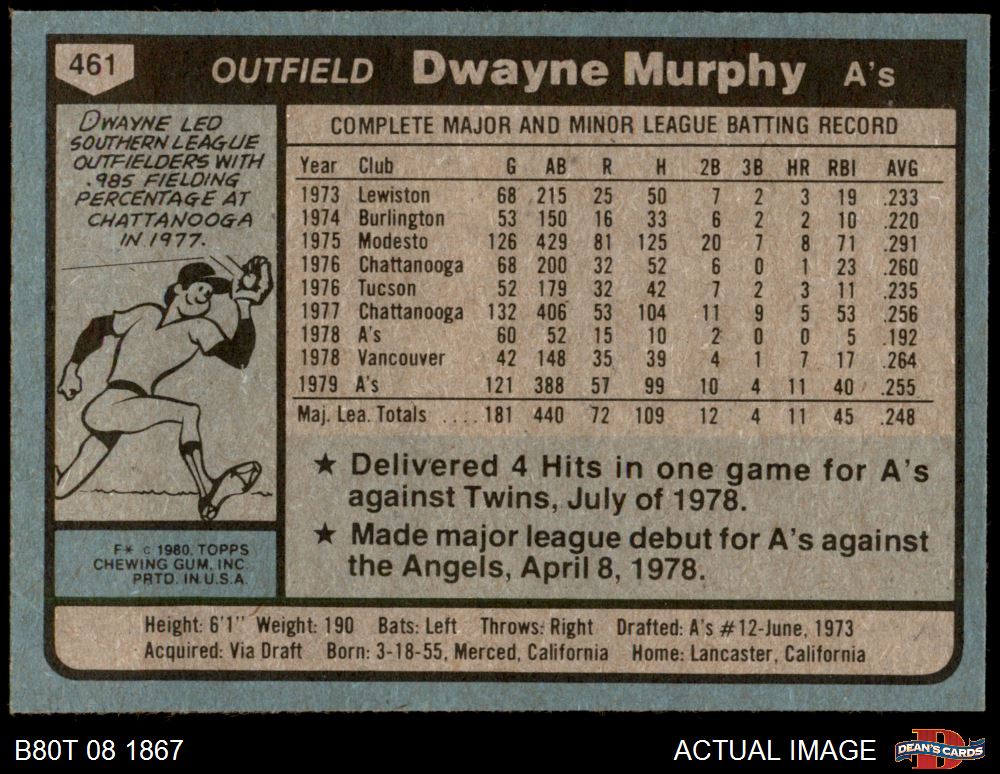 461 OUTFIELD Dwayne Murphy A's
DWAYNE LED
SOUTHERN LEAGUE
OUTFIELDERS WITH
.985 FIELDING
PERCENTAGE AT
CHATTANOOGA
IN 1977.
F* © 1980, TOPPS
CHEWING GUM, INC.
PRTD. IN U.S.A.
COMPLETE MAJOR AND MINOR LEAGUE BATTING RECORD
Year Club G AB R H 2B 3B HR RBI AVG
1973 Lewiston 68 215 25 50 7 2 3 19 .233
1974 Burlington 53 150 16 33 6 2 2 10 .220
1975 Modesto 126 429 81 125 20 7 8 71 .291
1976 Chattanooga 68 200 32 52 6 0 1 23 .260
1976 Tucson 52 179 32 42 7 2 3 11 .235
1977 Chattanooga 132 406 53 104 11 9 5 53 .256
1978 A's 60 52 15 10 2 0 0 5 .192
1978 Vancouver 42 148 35 39 4 1 7 17 .264
1979 A's 121 388 57 99 10 4 11 40 .255
Maj. Lea. Totals .... 181 440 72 109 12 4 11 45 .248
★ Delivered 4 Hits in one game for A's
against Twins, July of 1978.
★ Made major league debut for A's against
the Angels, April 8, 1978.
Height: 6'1" Weight: 190 Bats: Left Throws: Right Drafted: A's #12-June, 1973
Acquired: Via Draft Born: 3-18-55, Merced, California Home: Lancaster, California
B80T 08 1867 ACTUAL IMAGE DEAN'S CARDS